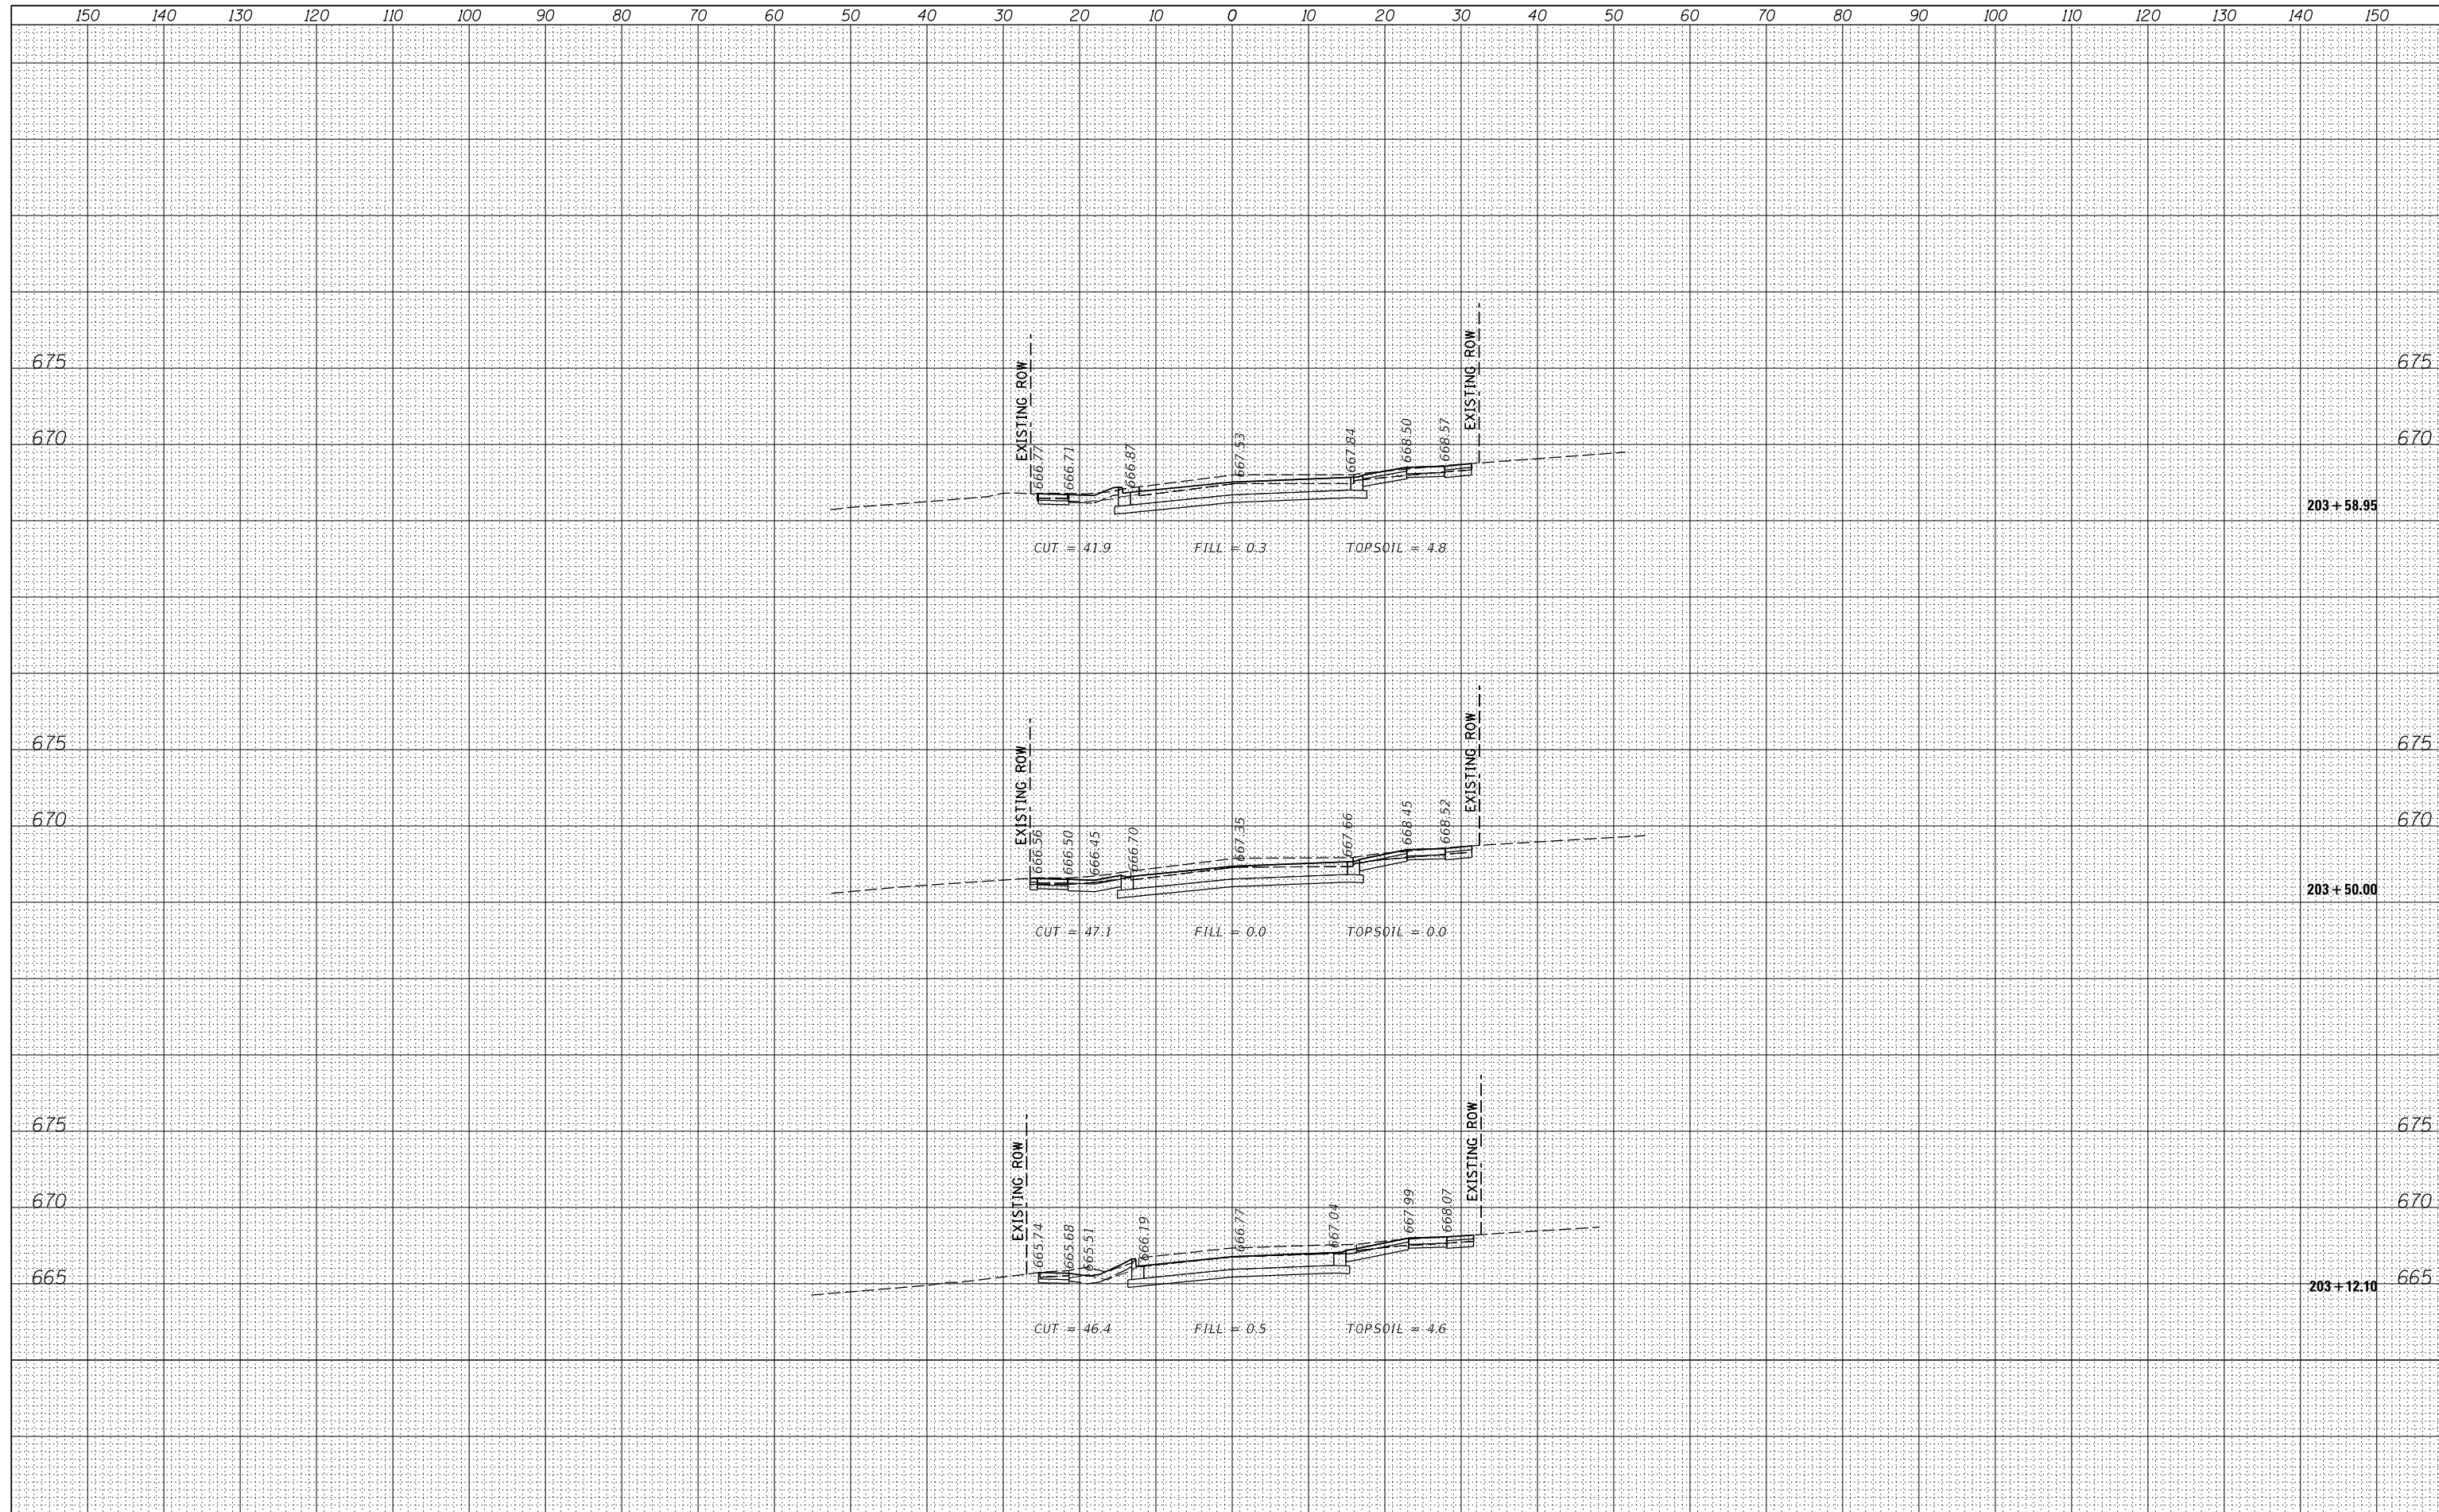 150 140 130 120 110 100 90 80 70 60 50 40 30 20 10 0 10 20 30 40 50 60 70 80 90 100 110 120 130 140 150
EXISTING ROW
EXISTING ROW
675 675
670 670
666.77 666.71 666.87 667.53 667.84 668.50 668.57
203 + 58.95
CUT = 41.9 FILL = 0.3 TOPSOIL = 4.8
EXISTING ROW
EXISTING ROW
675 675
670 670
666.56 666.50 666.45 666.70 667.35 667.66 668.45 668.52
203 + 50.00
CUT = 47.1 FILL = 0.0 TOPSOIL = 0.0
EXISTING ROW
EXISTING ROW
675 675
670 670
665.74 665.68 665.51 666.19 666.77 667.04 667.99 668.07
665 665
203 + 12.10
CUT = 46.4 FILL = 0.5 TOPSOIL = 4.6